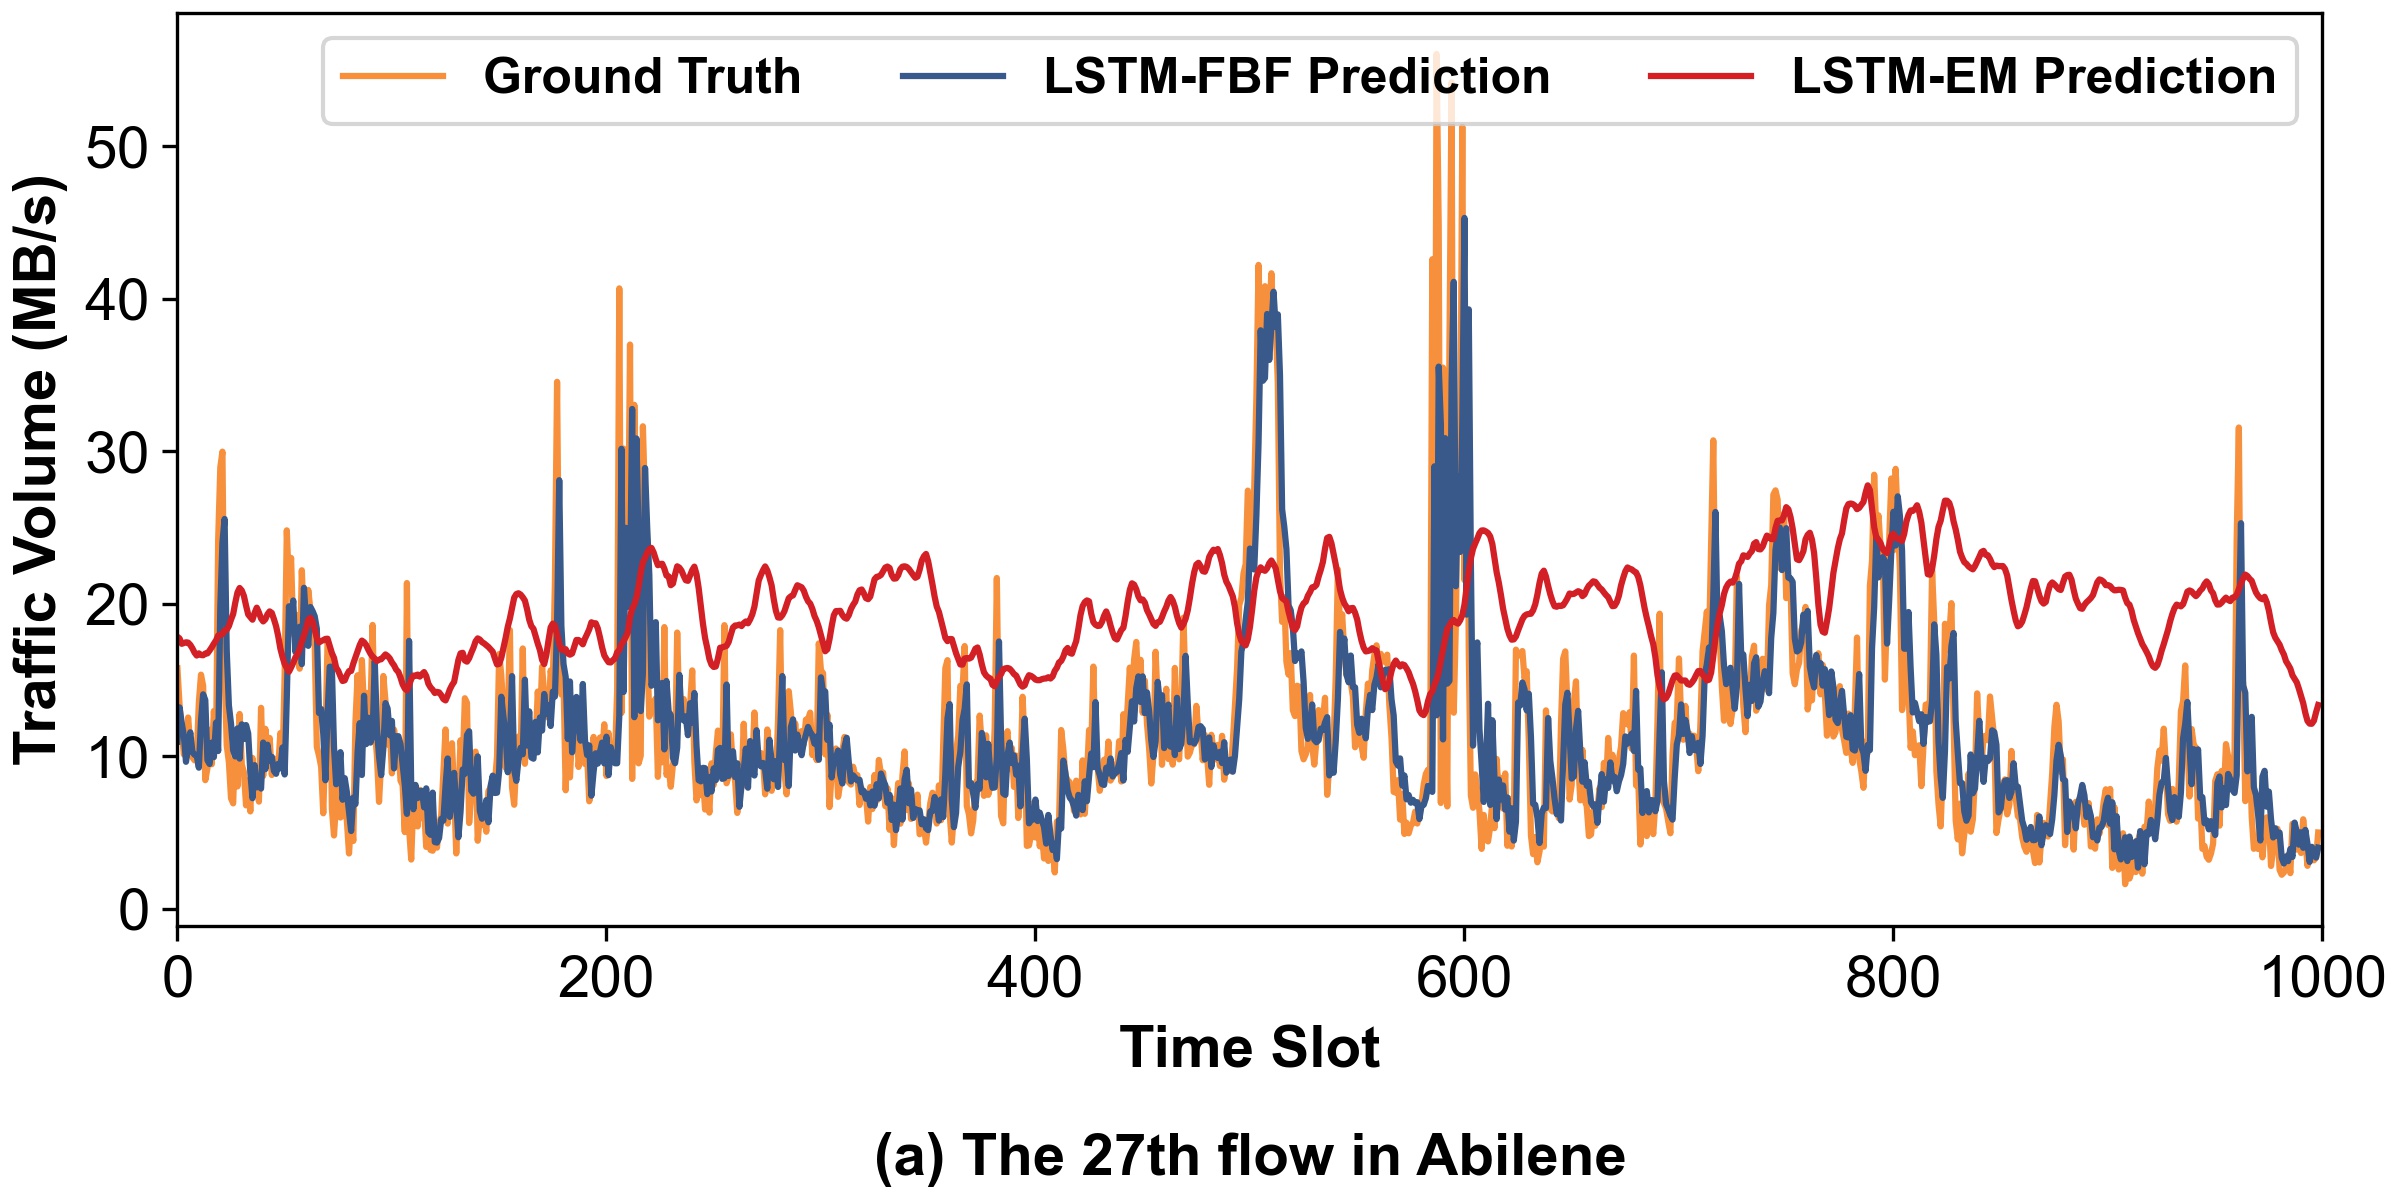 Ground Truth LSTM-FBF Prediction LSTM-EM Prediction
Traffic Volume (MB/s)
50
40
30
20
10
0
0 200 400 600 800 1000
Time Slot
(a) The 27th flow in Abilene